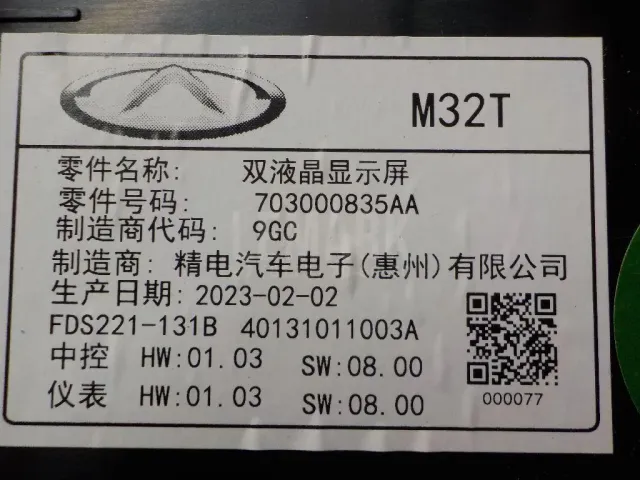 M32T
零件名称: 双液晶显示屏
零件号码: 703000835AA
制造商代码: 9GC
制造商: 精电汽车电子(惠州)有限公司
生产日期: 2023-02-02
FDS221-131B 40131011003A
中控 HW:01.03 SW:08.00
仪表 HW:01.03 SW:08.00
000077